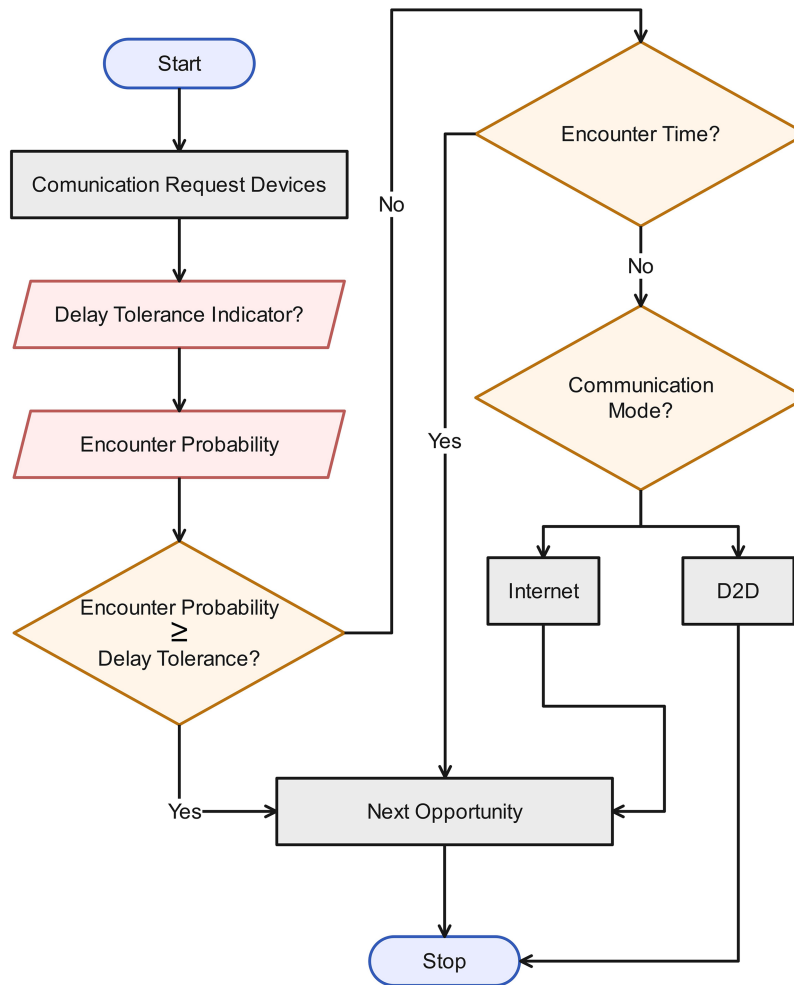 Start
Comunication Request Devices
Delay Tolerance Indicator?
Encounter Probability
Encounter Probability
≥
Delay Tolerance?
No
Yes
Encounter Time?
No
Yes
Communication
Mode?
Internet
D2D
Next Opportunity
Stop